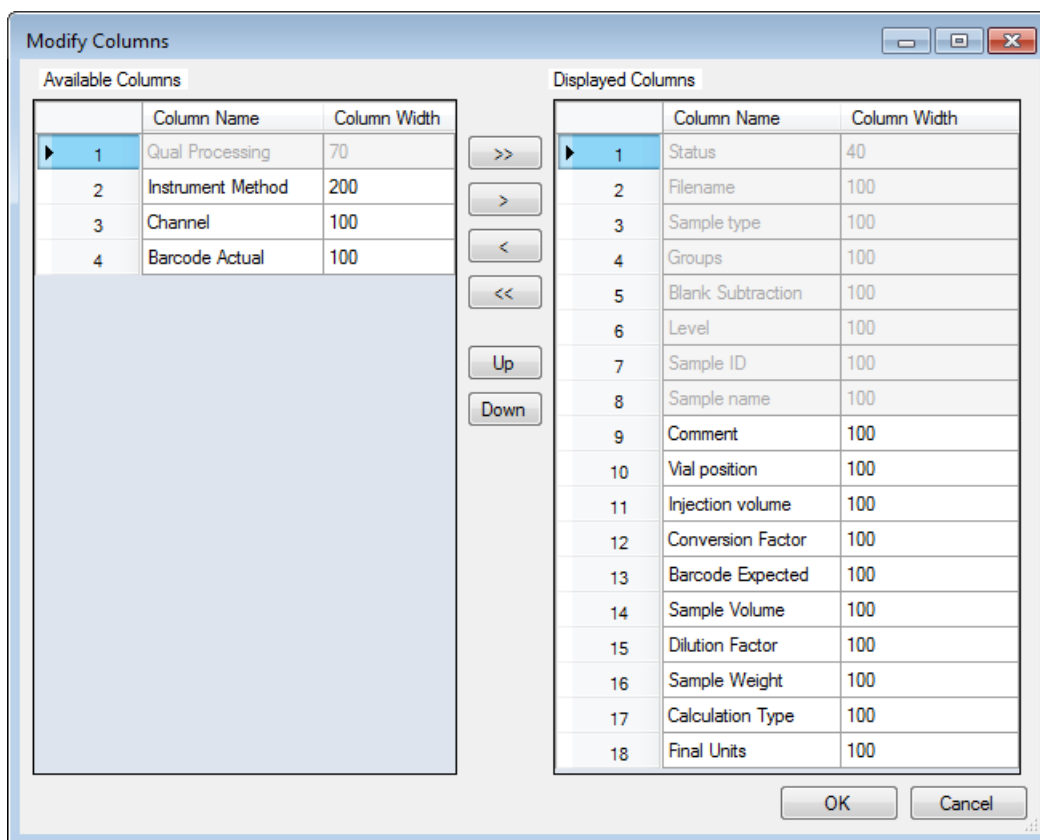 Modify Columns
Available Columns
Column Name Column Width
1 Qual Processing 70
2 Instrument Method 200
3 Channel 100
4 Barcode Actual 100
>>
>
<
<<
Up
Down
Displayed Columns
Column Name Column Width
1 Status 40
2 Filename 100
3 Sample type 100
4 Groups 100
5 Blank Subtraction 100
6 Level 100
7 Sample ID 100
8 Sample name 100
9 Comment 100
10 Vial position 100
11 Injection volume 100
12 Conversion Factor 100
13 Barcode Expected 100
14 Sample Volume 100
15 Dilution Factor 100
16 Sample Weight 100
17 Calculation Type 100
18 Final Units 100
OK Cancel